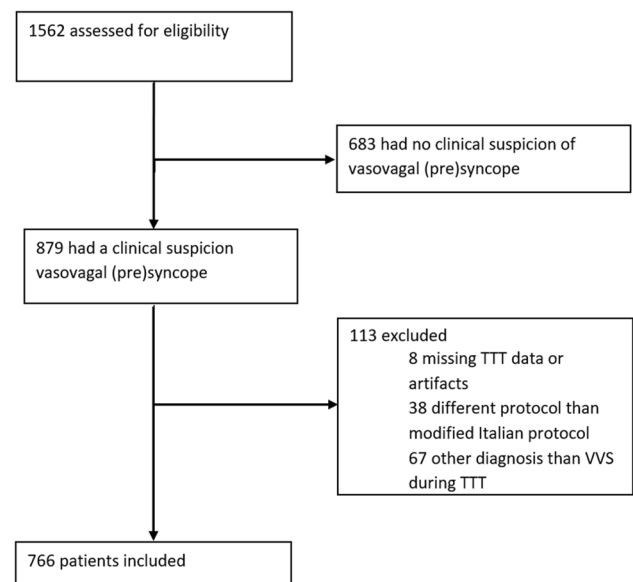 1562 assessed for eligibility
683 had no clinical suspicion of
vasovagal (pre)syncope
879 had a clinical suspicion
vasovagal (pre)syncope
113 excluded
8 missing TTT data or
artifacts
38 different protocol than
modified Italian protocol
67 other diagnosis than VVS
during TTT
766 patients included